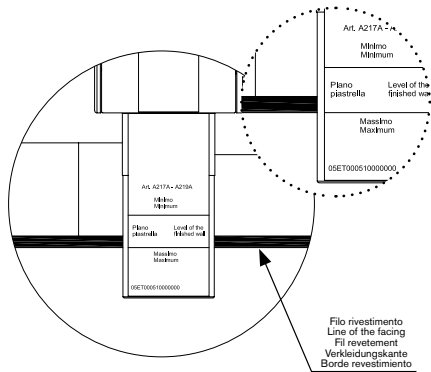 Art. A217A - A
Minimo
Minimum
Piano piastrella
Level of the finished wa
Massimo
Maximum
05ET000510000000
Art. A217A - A219A
Minimo
Minimum
Piano piastrella
Level of the finished wall
Massimo
Maximum
05ET000510000000
Filo rivestimento
Line of the facing
Fil revetement
Verkleidungskante
Borde revestimiento